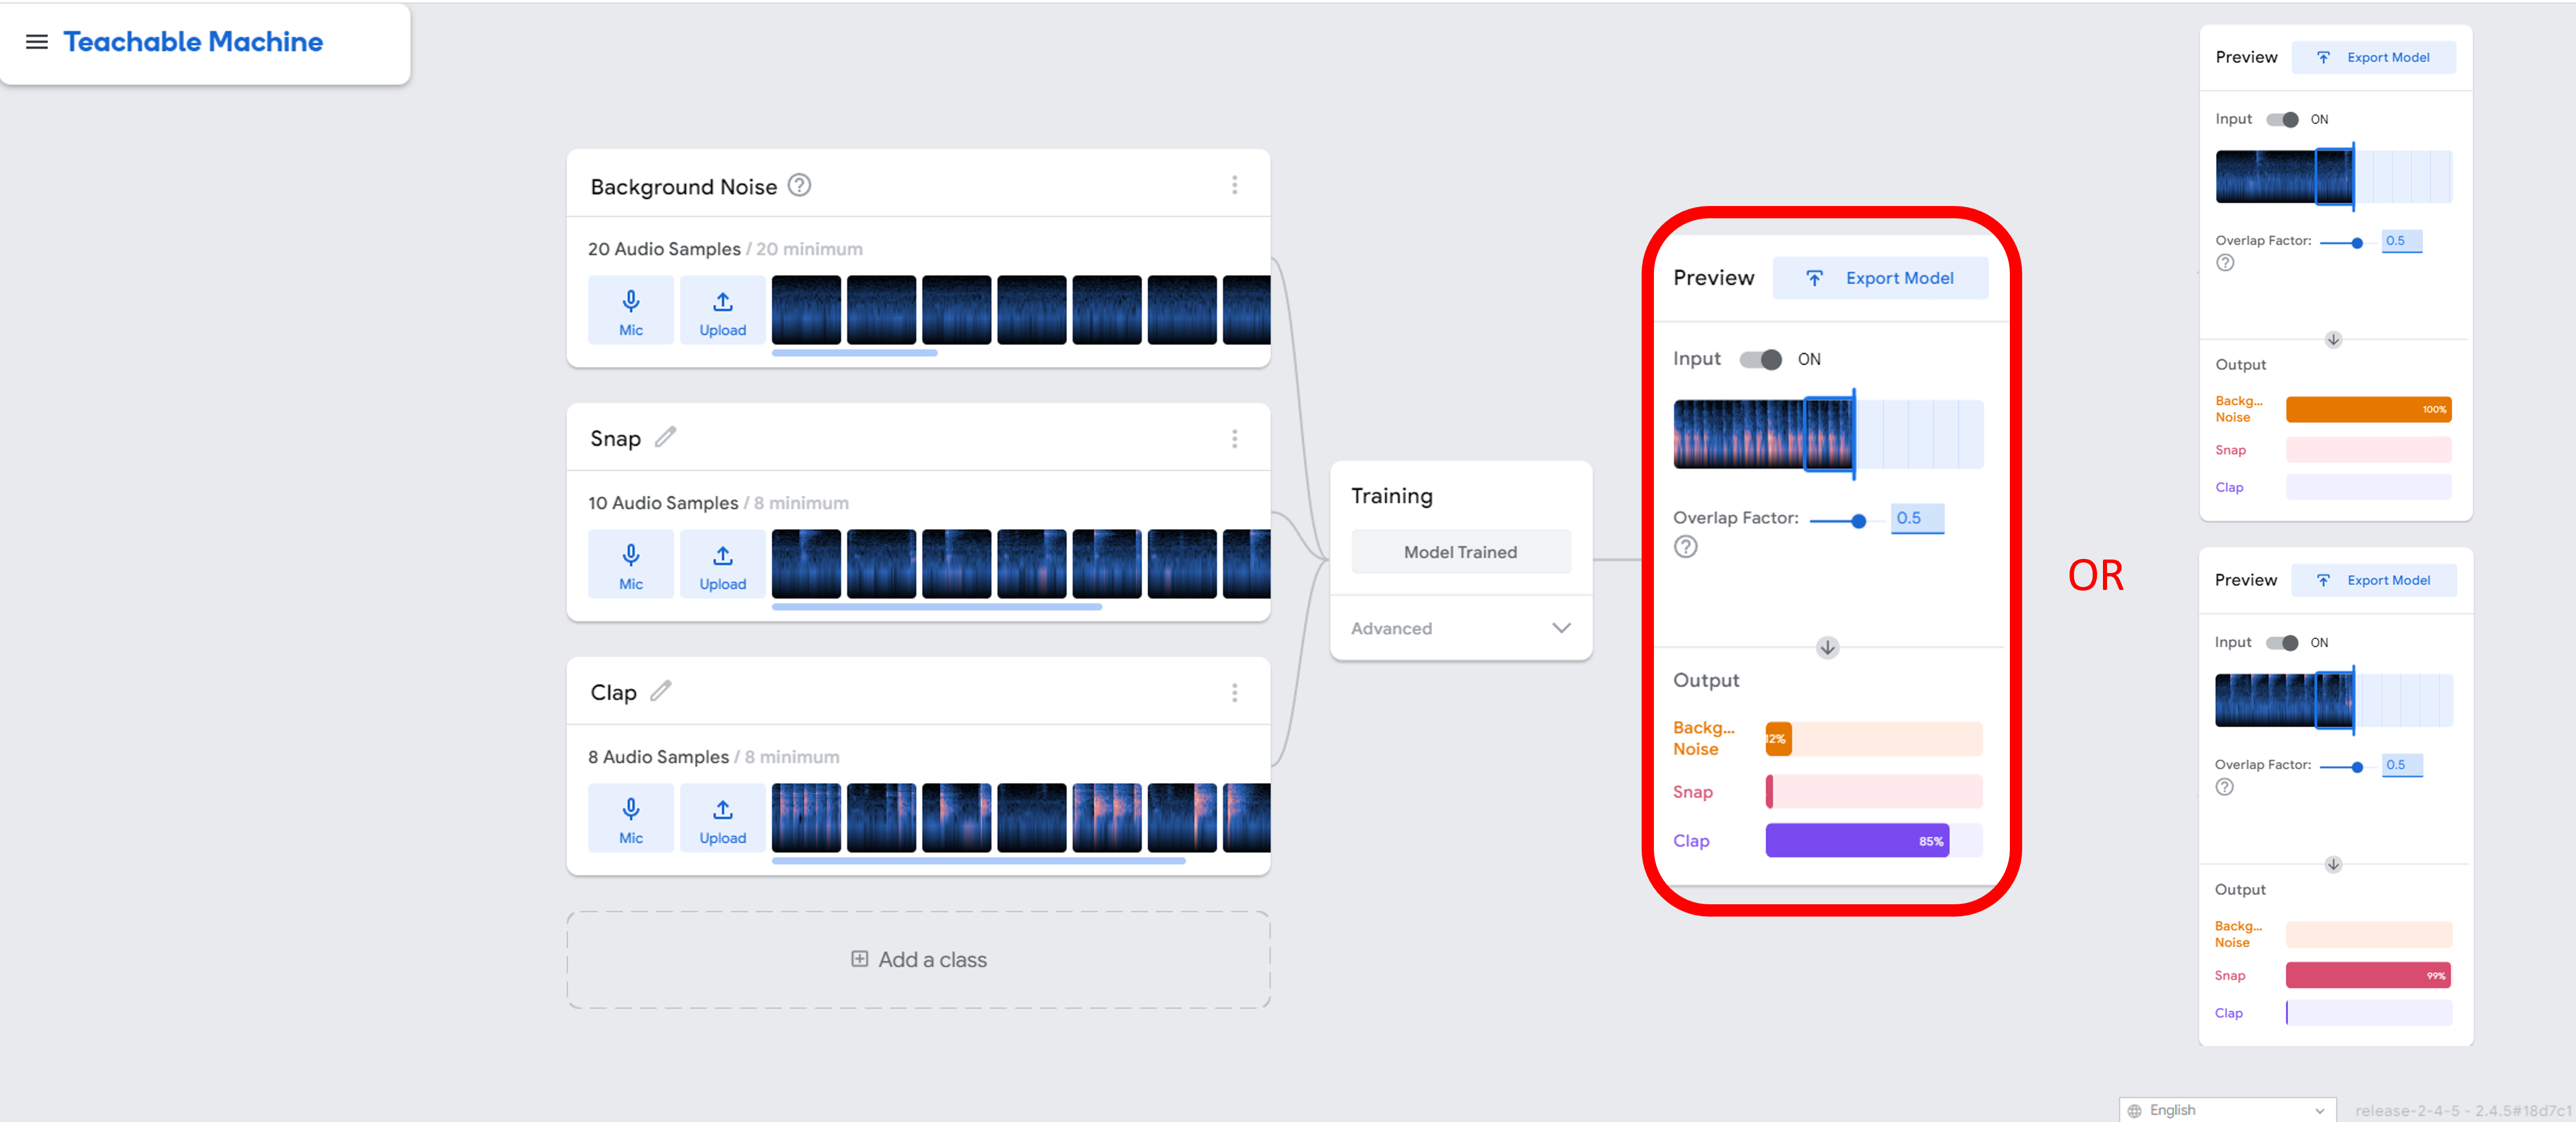 Teachable Machine
Background Noise
20 Audio Samples / 20 minimum
Mic
Upload
Snap
10 Audio Samples / 8 minimum
Mic
Upload
Clap
8 Audio Samples / 8 minimum
Mic
Upload
Add a class
Training
Model Trained
Advanced
Preview
Export Model
Input
ON
Overlap Factor:
0.5
Output
Backg...
Noise
12%
Snap
Clap
85%
OR
Preview
Export Model
Input
ON
Overlap Factor:
0.5
Output
Backg...
Noise
100%
Snap
Clap
Preview
Export Model
Input
ON
Overlap Factor:
0.5
Output
Backg...
Noise
Snap
99%
Clap
English
release-2-4-5 - 2.4.5#18d7c1